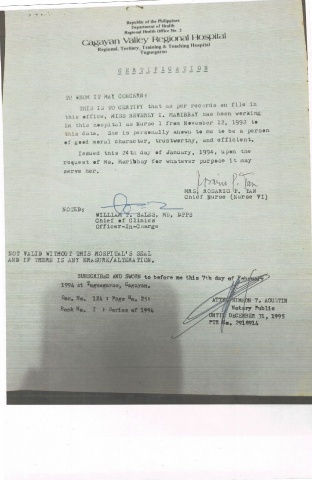 Republic of the Philippines
Department of Health
Regional Health Office No. 2
Cagayan Valley Regional Hospital
Regional, Tertiary, Training & Teaching Hospital
Tuguegarao
CERTIFICATION
TO WHOM IT MAY CONCERN:
THIS IS TO CERTIFY that as per records on file in
this office, MISS BEVERLY L. MARIBBAY has been working
in this hospital as Nurse I from November 12, 1992 to
this date. She is personally known to me to be a person
of good moral character, trustworthy, and efficient.
Issued this 24th day of January, 1994, upon the
request of Ms. Maribbay for whatever purpose it may
serve her.
MRS. ROSARIO P. TAN
Chief Nurse (Nurse VI)
NOTED:
WILLIAM T. SALES, MD, DPPS
Chief of Clinics
Officer-In-Charge
NOT VALID WITHOUT THIS HOSPITAL'S SEAL
AND IF THERE IS ANY ERASURE/ALTERATION.
SUBSCRIBED AND SWORN to before me this 7th day of February
1994 at Tuguegarao, Cagayan.
Doc. No. 124 : Page No. 25:
Book No. I : Series of 1994
ATTY. SIMEON T. AGUSTIN
Notary Public
UNTIL DECEMBER 31, 1995
PTR No. 3918914